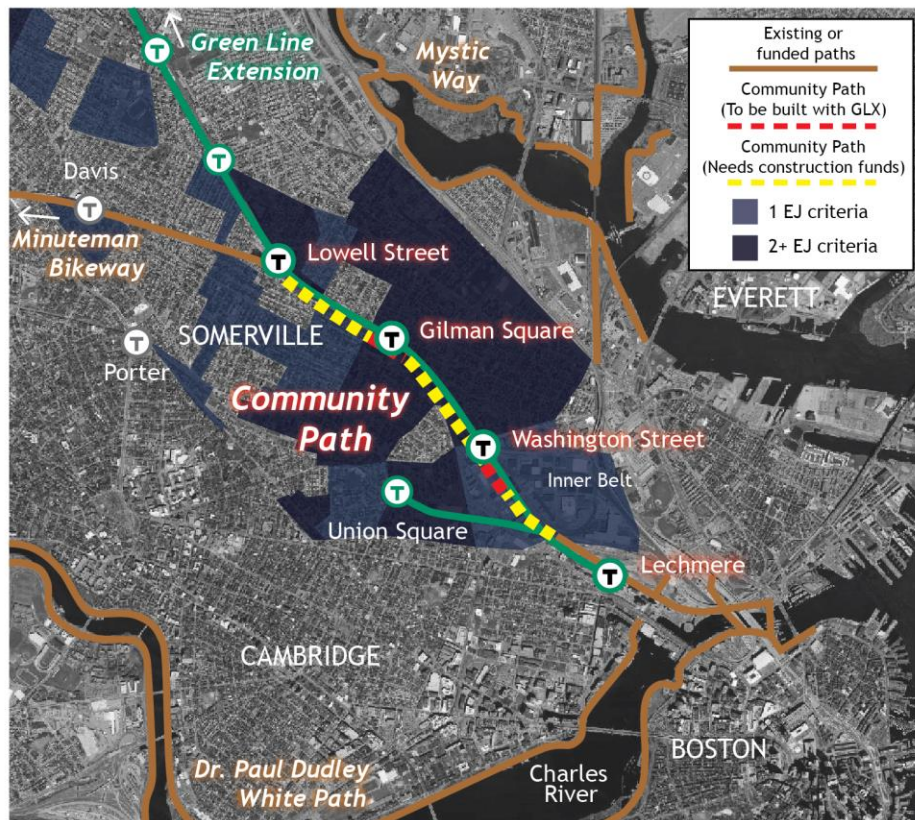 Green Line
Extension
Mystic
Way
Existing or
funded paths
Community Path
(To be built with GLX)
Community Path
(Needs construction funds)
1 EJ criteria
2+ EJ criteria
T
T
Davis
T
Minuteman
Bikeway
T
Lowell Street
EVERETT
SOMERVILLE
T
Gilman Square
T
Porter
Community
Path
T
Washington Street
Inner Belt
T
Union Square
T
Lechmere
CAMBRIDGE
BOSTON
Dr. Paul Dudley
White Path
Charles
River